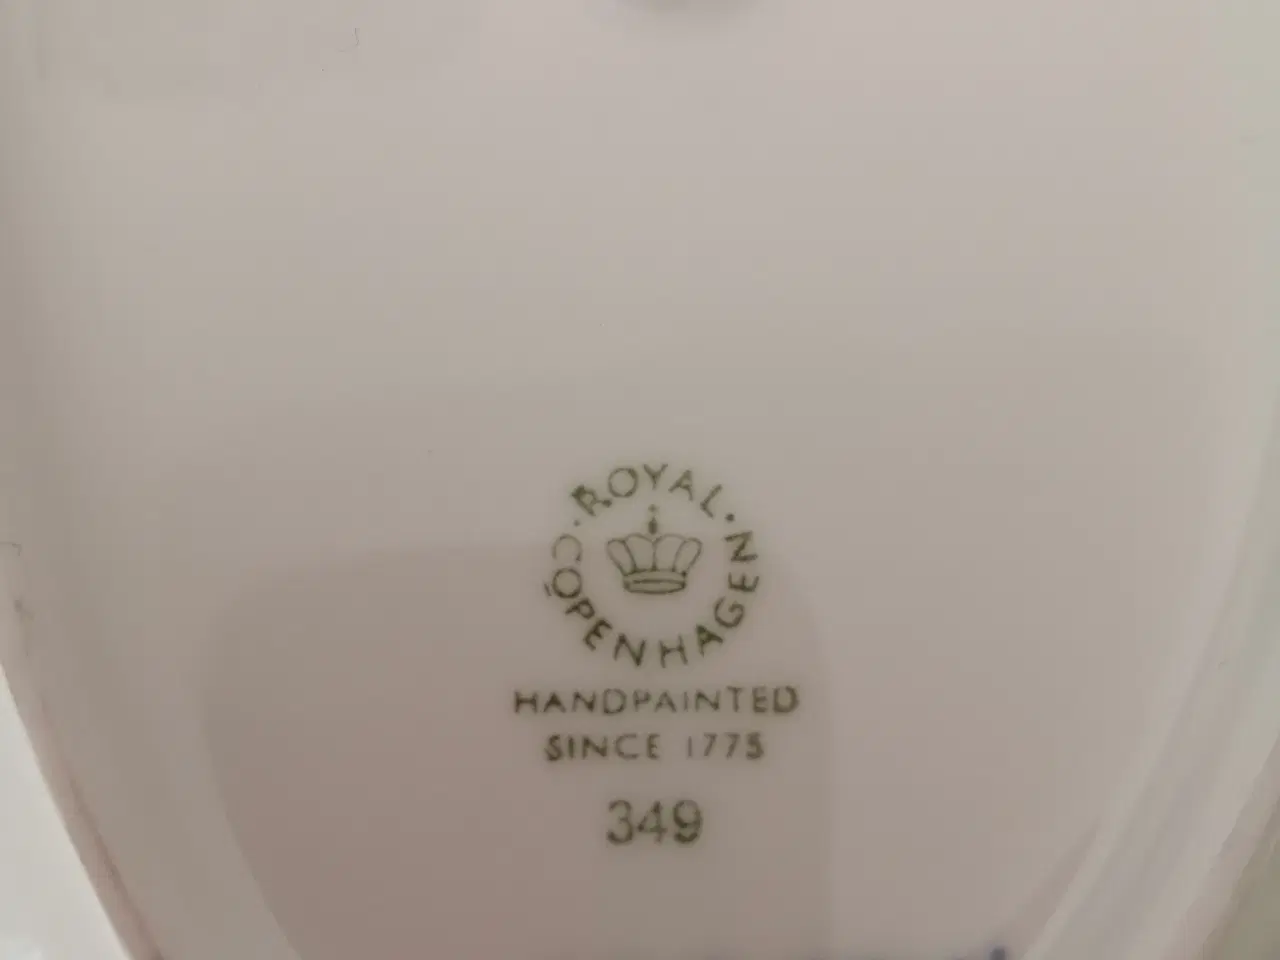 ROYAL
COPENHAGEN
HANDPAINTED
SINCE 1775
349